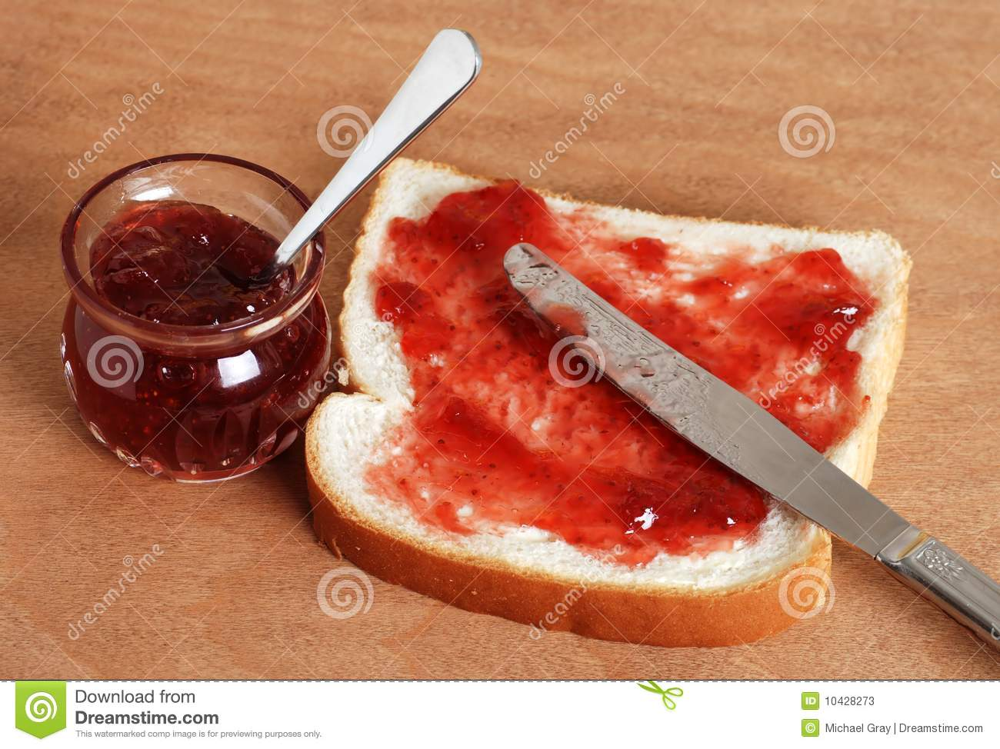 dreamstime
dreamstime
dreamstime
dreamstime
dreamstime
dreamstime
Download from
Dreamstime.com
This watermarked comp image is for previewing purposes only.
ID 10428273
© Michael Gray | Dreamstime.com